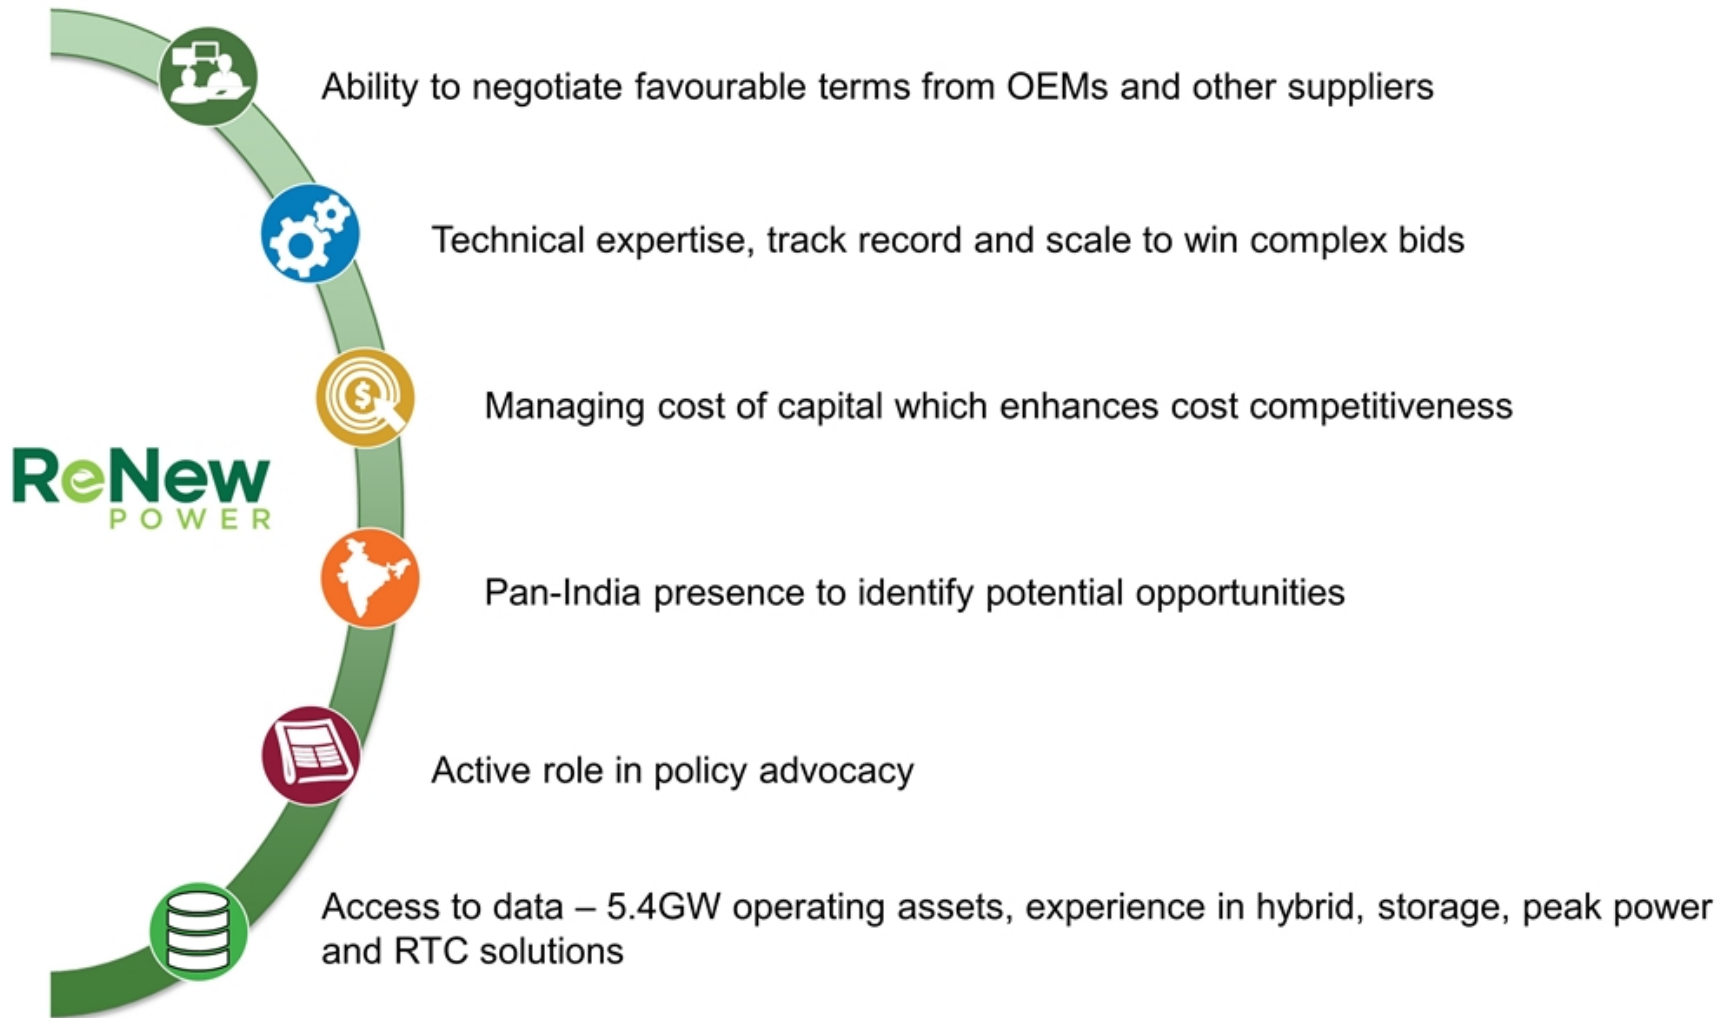 Ability to negotiate favourable terms from OEMs and other suppliers
Technical expertise, track record and scale to win complex bids
$
Managing cost of capital which enhances cost competitiveness
ReNew
POWER
Pan-India presence to identify potential opportunities
Active role in policy advocacy
Access to data – 5.4GW operating assets, experience in hybrid, storage, peak power
and RTC solutions